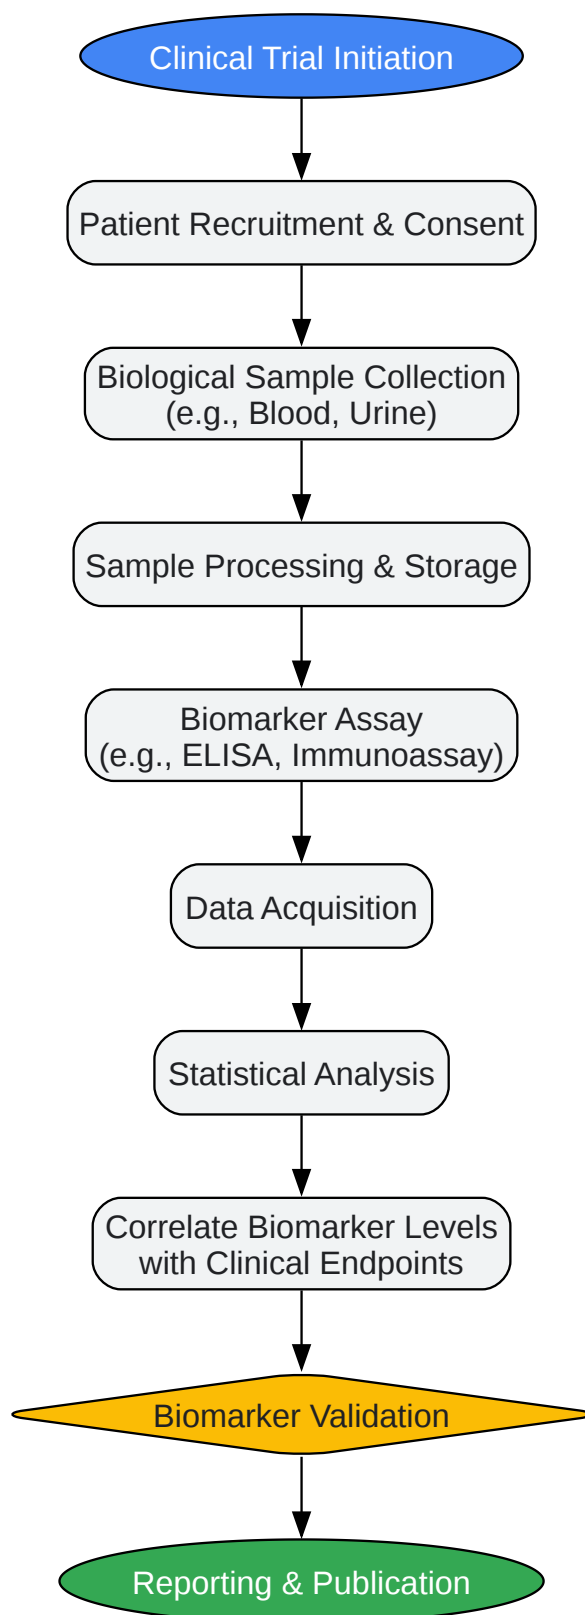 Clinical Trial Initiation
Patient Recruitment & Consent
Biological Sample Collection
(e.g., Blood, Urine)
Sample Processing & Storage
Biomarker Assay
(e.g., ELISA, Immunoassay)
Data Acquisition
Statistical Analysis
Correlate Biomarker Levels
with Clinical Endpoints
Biomarker Validation
Reporting & Publication